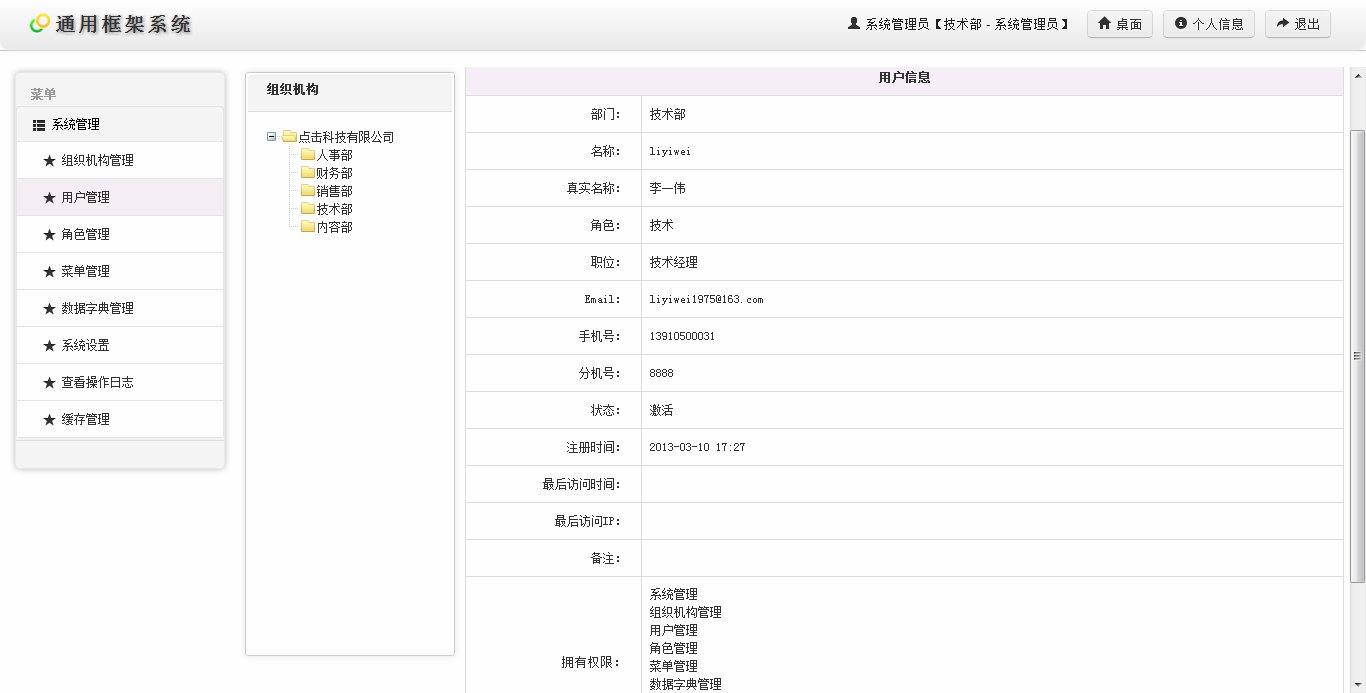 通用框架系统
系统管理员【技术部 - 系统管理员】 桌面 个人信息 退出
菜单
系统管理
组织机构管理
用户管理
角色管理
菜单管理
数据字典管理
系统设置
查看操作日志
缓存管理
组织机构
点击科技有限公司
人事部
财务部
销售部
技术部
内容部
用户信息
部门： 技术部
名称： liyiwei
真实名称： 李一伟
角色： 技术
职位： 技术经理
Email： liyiwei1975@163.com
手机号： 13910500031
分机号： 8888
状态： 激活
注册时间： 2013-03-10 17:27
最后访问时间：
最后访问IP：
备注：
拥有权限：
系统管理
组织机构管理
用户管理
角色管理
菜单管理
数据字典管理